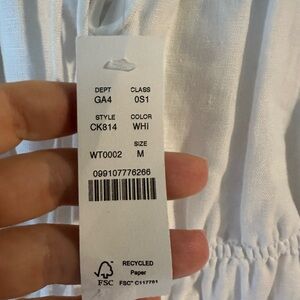 DEPT CLASS
GA4 0S1
STYLE COLOR
CK814 WHI
SIZE
WT0002 M
099107776266
RECYCLED
Paper
FSC
FSC® C117781